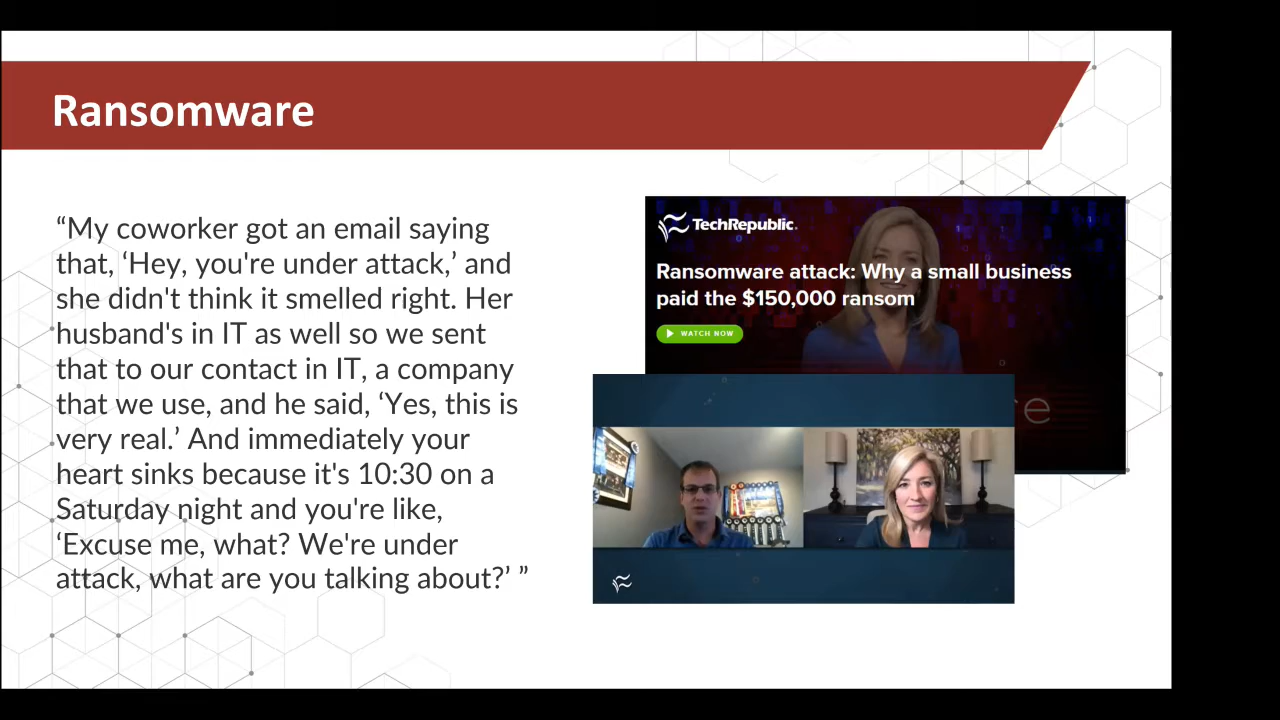 Ransomware
“My coworker got an email saying
that, ‘Hey, you're under attack,’ and
she didn't think it smelled right. Her
husband's in IT as well so we sent
that to our contact in IT, a company
that we use, and he said, ‘Yes, this is
very real.’ And immediately your
heart sinks because it's 10:30 on a
Saturday night and you're like,
‘Excuse me, what? We're under
attack, what are you talking about?’ ”
TechRepublic.
Ransomware attack: Why a small business
paid the $150,000 ransom
WATCH NOW
re